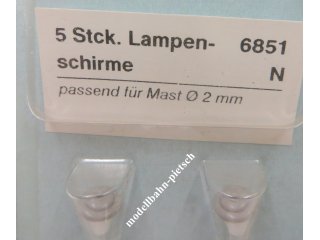 5 Stck. Lampen- 6851
schirme N
passend für Mast Ø 2 mm
modellbahn-pietsch